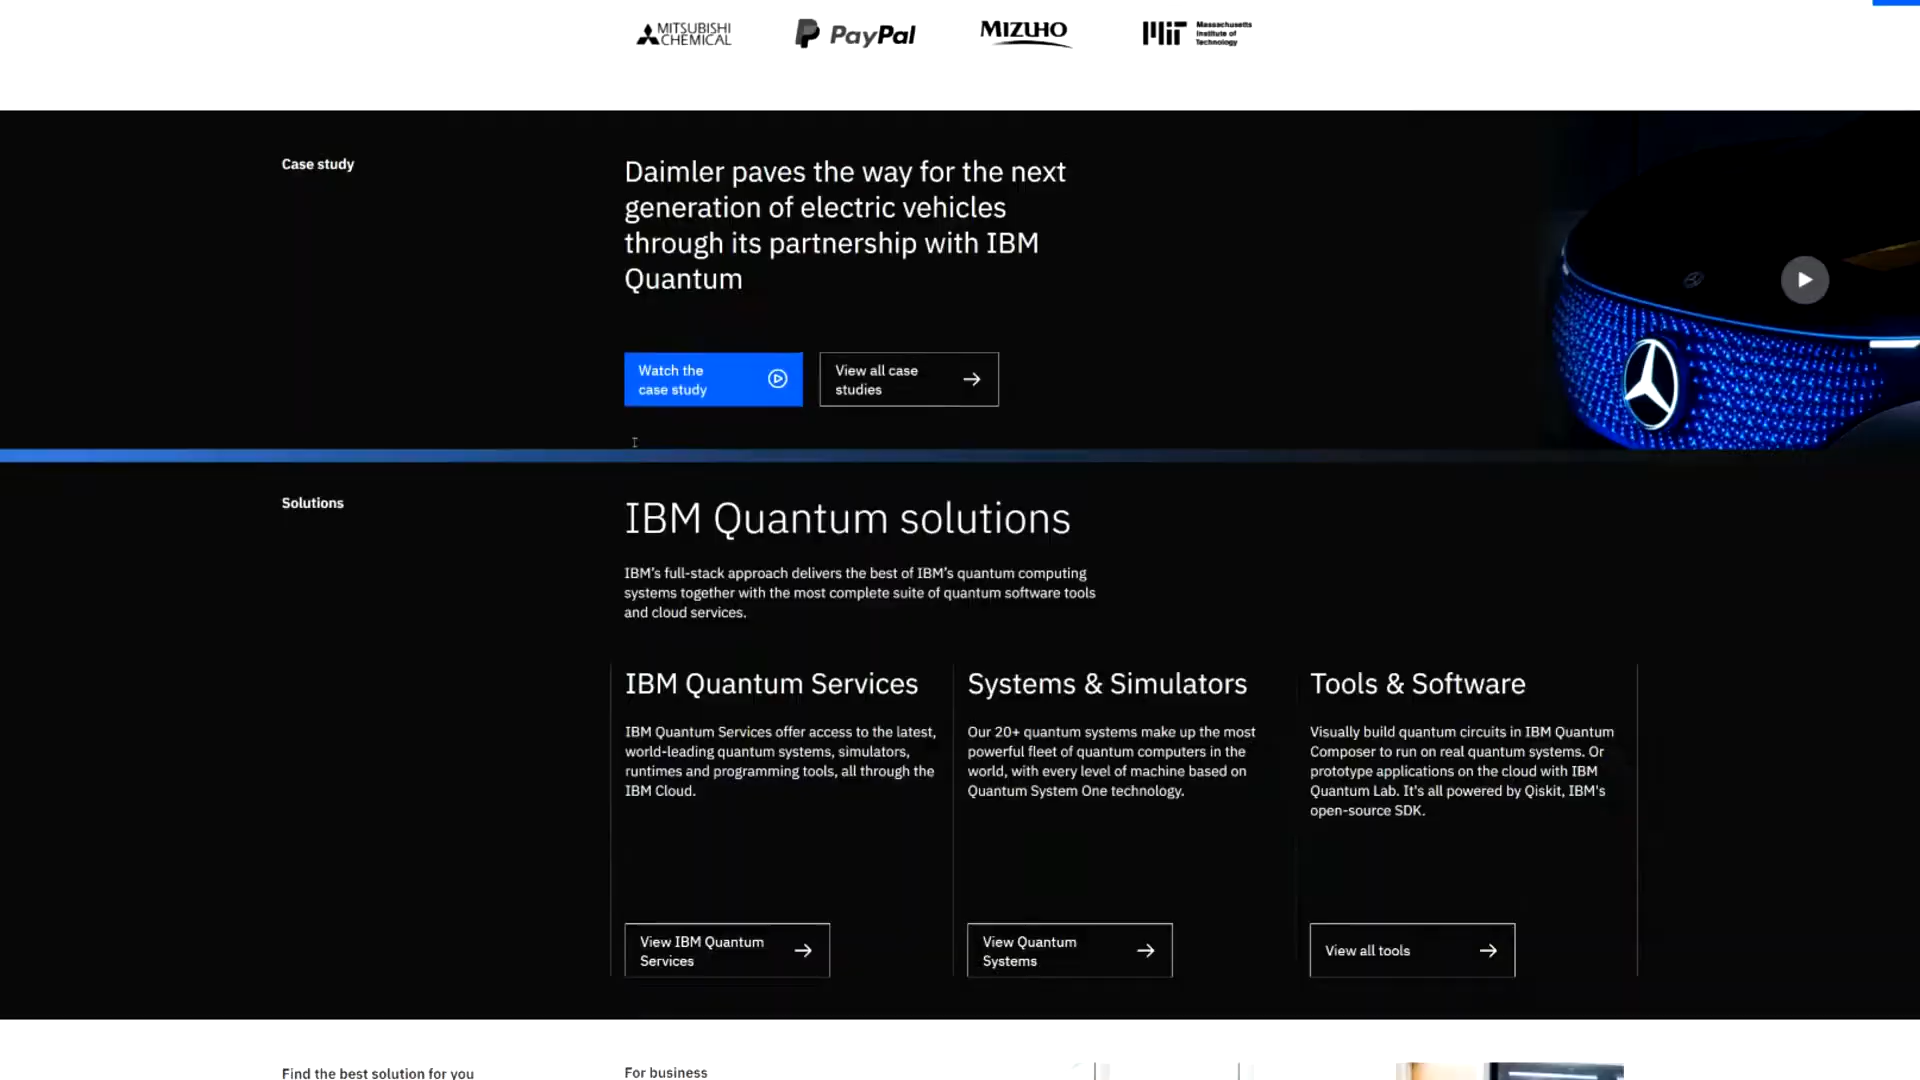 MITSUBISHI
CHEMICAL
PayPal
MIZUHO
Massachusetts
Institute of
Technology
Case study
Daimler paves the way for the next
generation of electric vehicles
through its partnership with IBM
Quantum
Watch the
case study
View all case
studies
Solutions
IBM Quantum solutions
IBM’s full-stack approach delivers the best of IBM’s quantum computing
systems together with the most complete suite of quantum software tools
and cloud services.
IBM Quantum Services
IBM Quantum Services offer access to the latest,
world-leading quantum systems, simulators,
runtimes and programming tools, all through the
IBM Cloud.
View IBM Quantum
Services
Systems & Simulators
Our 20+ quantum systems make up the most
powerful fleet of quantum computers in the
world, with every level of machine based on
Quantum System One technology.
View Quantum
Systems
Tools & Software
Visually build quantum circuits in IBM Quantum
Composer to run on real quantum systems. Or
prototype applications on the cloud with IBM
Quantum Lab. It's all powered by Qiskit, IBM's
open-source SDK.
View all tools
Find the best solution for you
For business